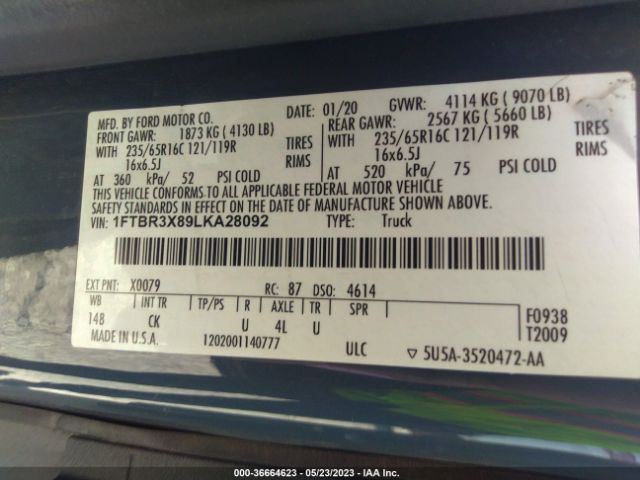 MFD. BY FORD MOTOR CO. DATE: 01/20 GVWR: 4114 KG ( 9070 LB)
FRONT GAWR: 1873 KG ( 4130 LB) REAR GAWR: 2567 KG ( 5660 LB)
WITH 235/65R16C 121/119R TIRES WITH 235/65R16C 121/119R TIRES
16x6.5J RIMS 16x6.5J RIMS
AT 360 kPa/ 52 PSI COLD AT 520 kPa/ 75 PSI COLD
THIS VEHICLE CONFORMS TO ALL APPLICABLE FEDERAL MOTOR VEHICLE
SAFETY STANDARDS IN EFFECT ON THE DATE OF MANUFACTURE SHOWN ABOVE.
VIN: 1FTBR3X89LKA28092 TYPE: Truck
EXT PNT: X0079 RC: 87 DSO: 4614
WB INT TR TP/PS R AXLE TR SPR F0938
148 CK U 4L U T2009
MADE IN U.S.A. 1202001140777 ULC ▽ 5U5A-3520472-AA
000-36664623 - 05/23/2023 - IAA Inc.